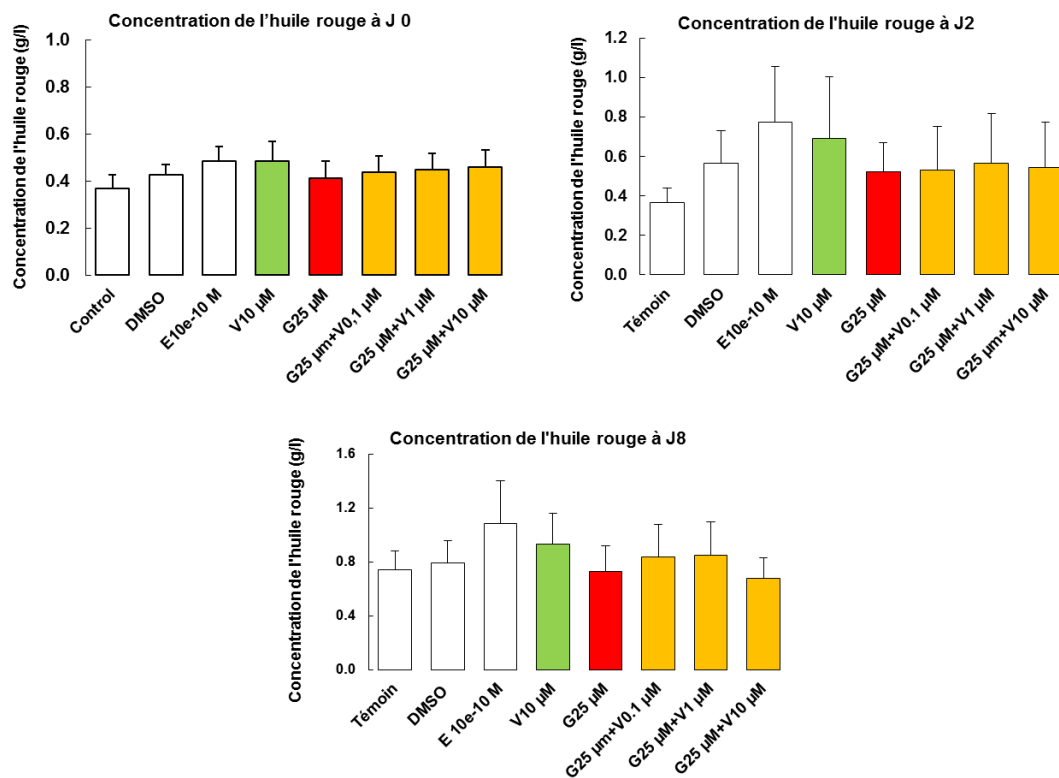 Concentration de l’huile rouge à J 0
Concentration de l'huile rouge (g/l)
1.0
0.8
0.6
0.4
0.2
0.0
Control
DMSO
E10e-10 M
V10 µM
G25 µM
G25 µm+V0,1 µM
G25 µM+V1 µM
G25 µM+V10 µM
Concentration de l'huile rouge à J2
Concentration de l'huile rouge (g/l)
1.2
1.0
0.8
0.6
0.4
0.2
0.0
Témoin
DMSO
E10e-10 M
V10 µM
G25 µM
G25 µM+V0.1 µM
G25 µM+V1 µM
G25 µm+V10 µM
Concentration de l'huile rouge à J8
Concentration de l'huile rouge (g/l)
1.6
1.2
0.8
0.4
0.0
Témoin
DMSO
E 10e-10 M
V10 µM
G25 µM
G25 µm+V0.1 µM
G25 µM+V1 µM
G25 µM+V10 µM